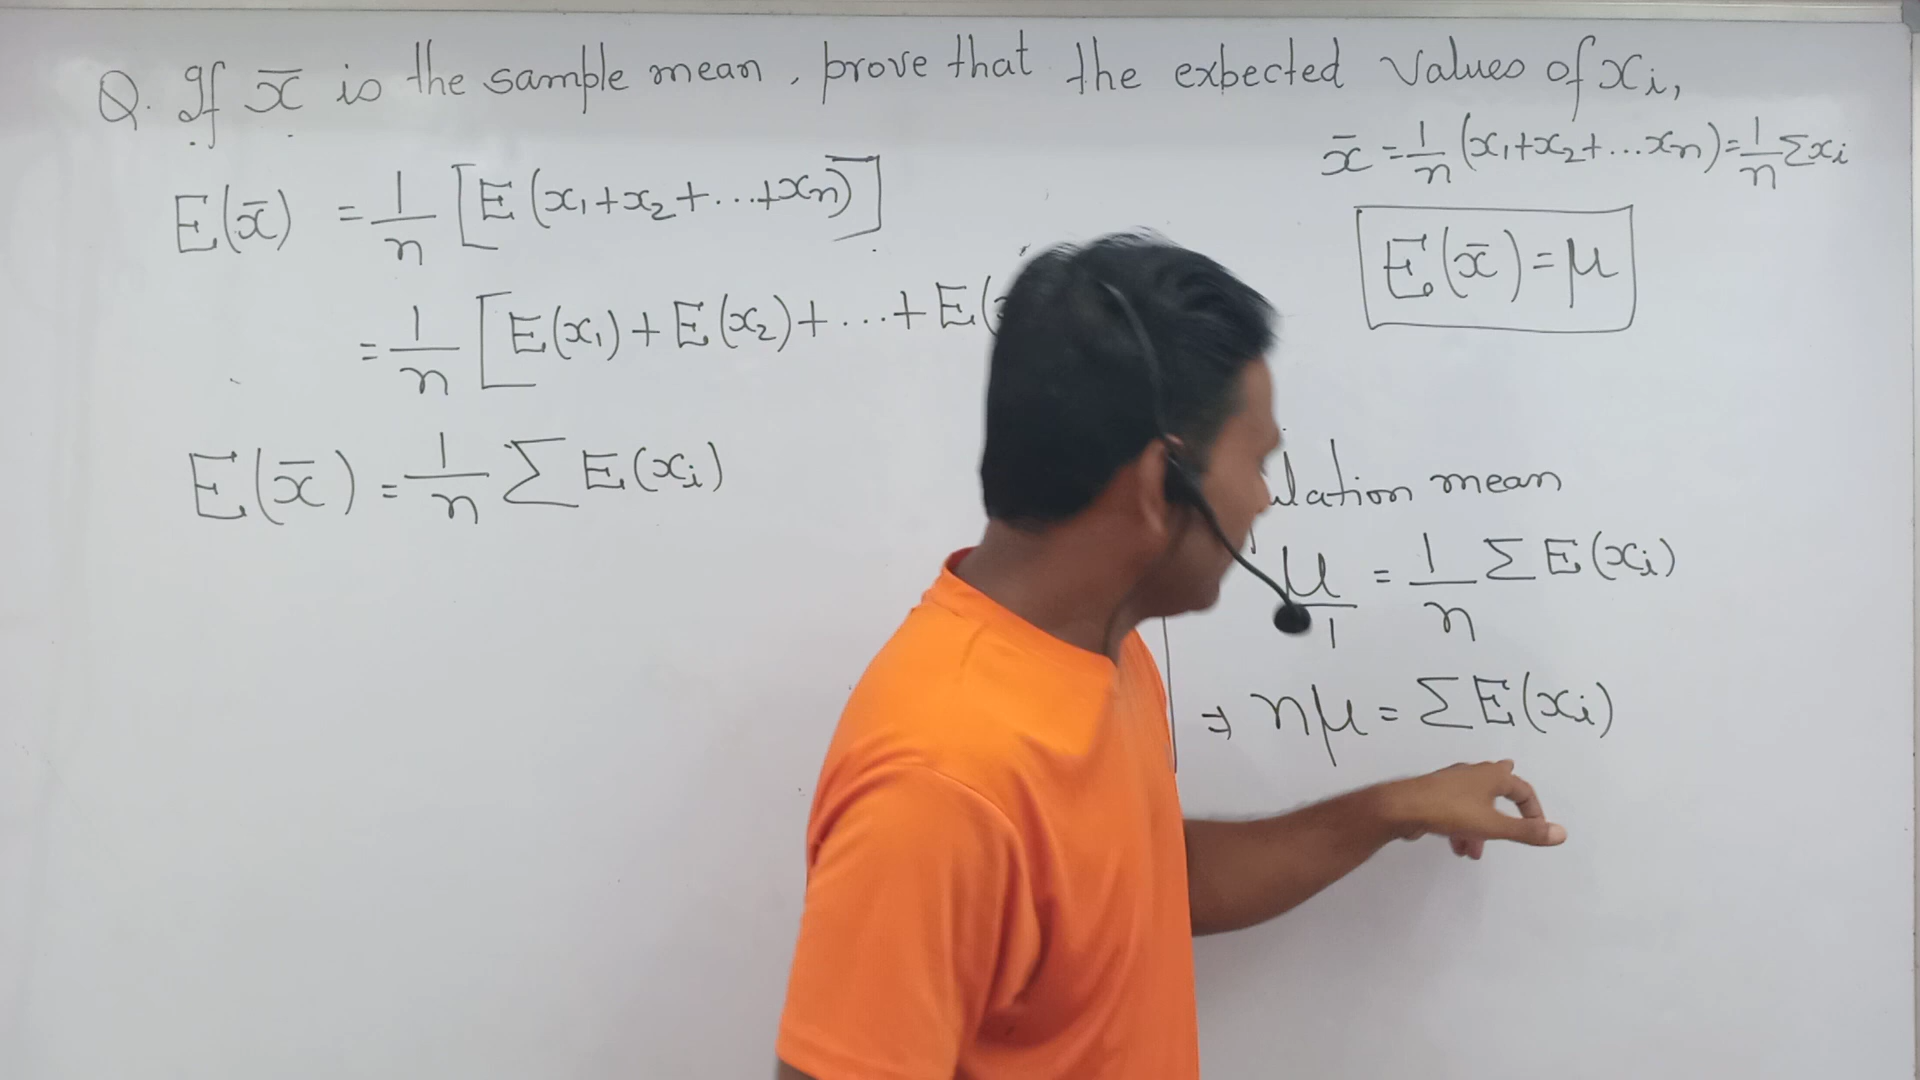 Q. If x̄ is the sample mean, prove that the expected values of xᵢ,
x̄ = 1/n (x₁+x₂+...xₙ) = 1/n Σxᵢ
E(x̄) = 1/n [E(x₁+x₂+...+xₙ)]
E(x̄) = μ
= 1/n [E(x₁)+E(x₂)+...+E(
E(x̄) = 1/n Σ E(xᵢ)
mean
μ/1 = 1/n Σ E(xᵢ)
⇒ nμ = ΣE(xᵢ)